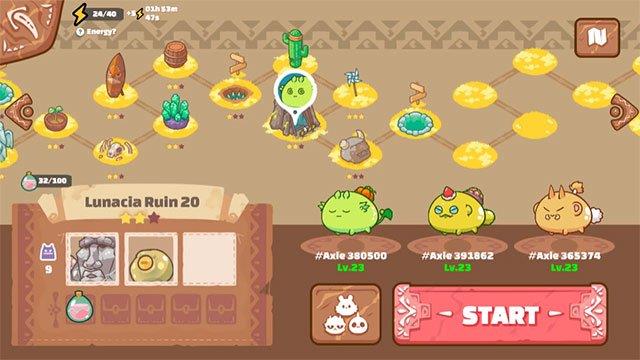 24/40
+5
01h 53m
47s
? Energy?
32/100
Lunacia Ruin 20
9
#Axie 380500
Lv.23
#Axie 391862
Lv.23
#Axie 365374
Lv.23
START